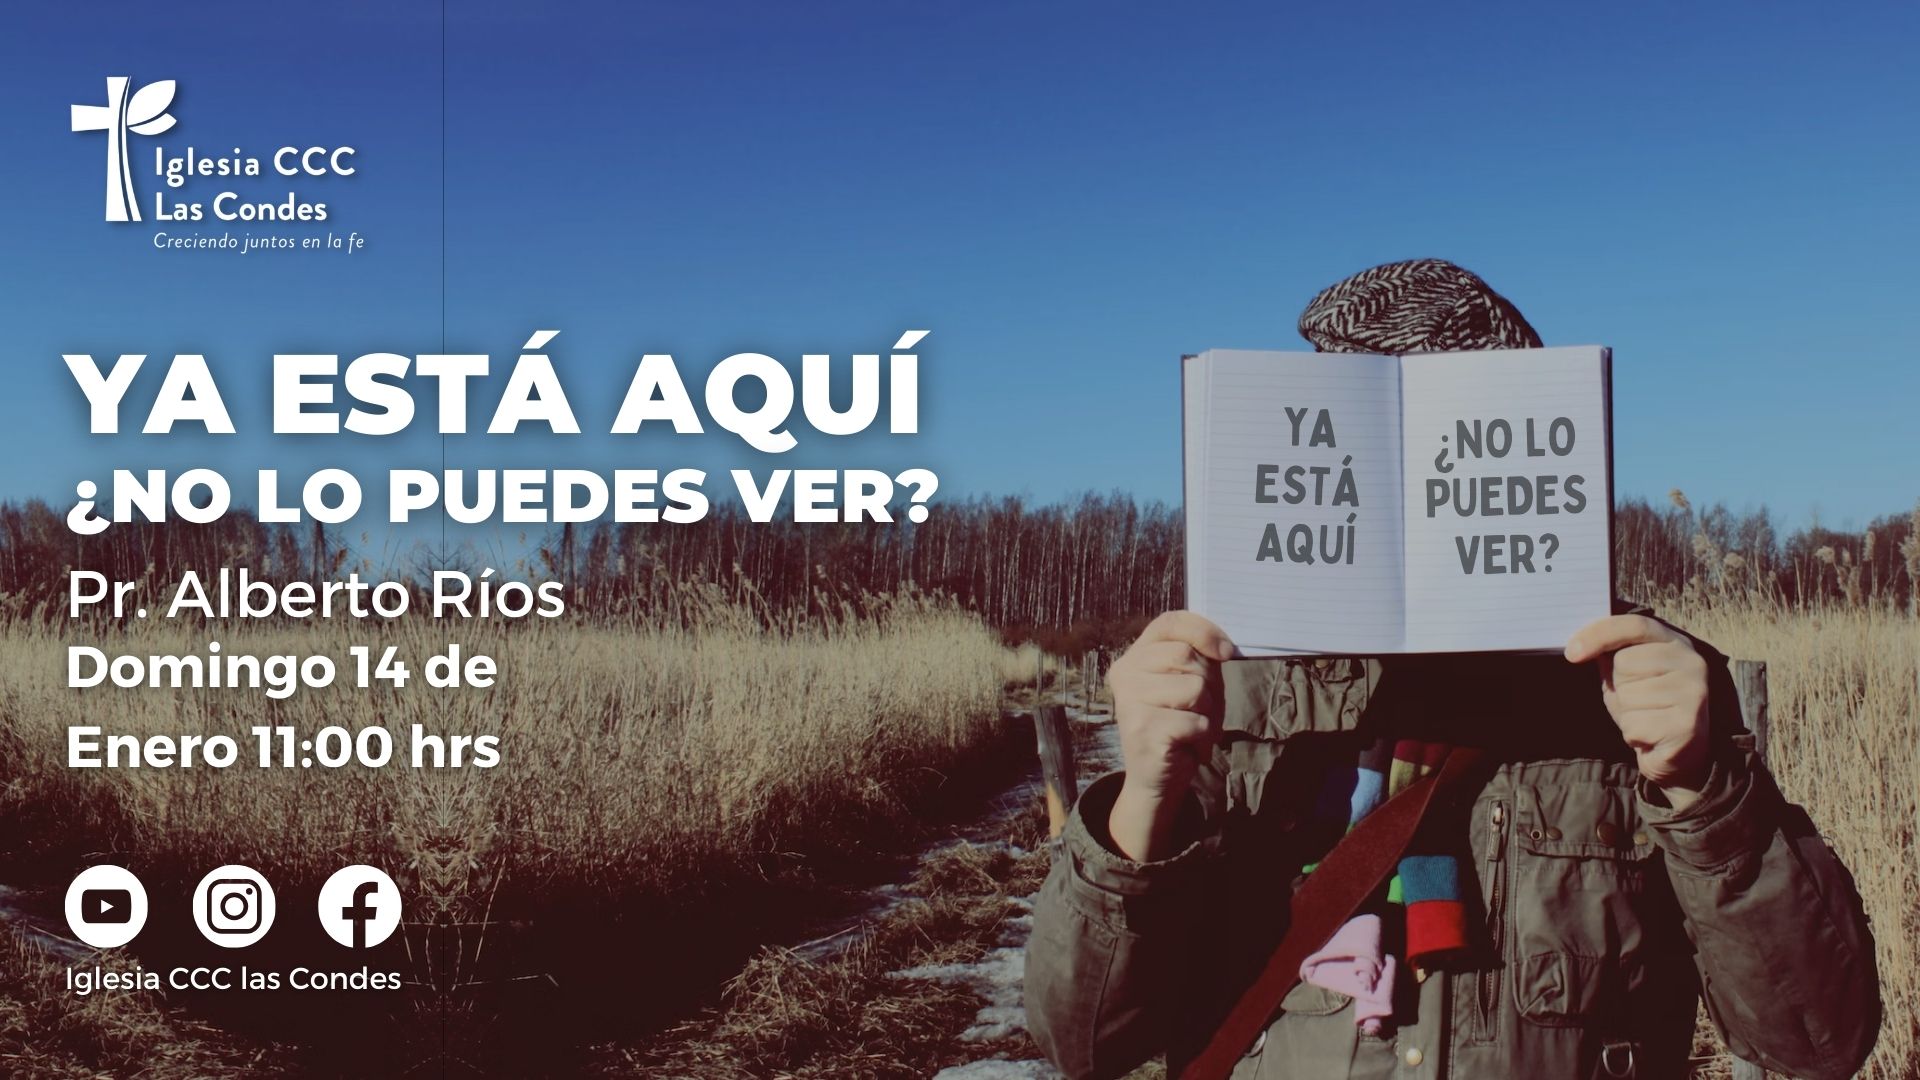 Iglesia CCC
Las Condes
Creciendo juntos en la fe
YA ESTÁ AQUÍ
¿NO LO PUEDES VER?
Pr. Alberto Ríos
Domingo 14 de
Enero 11:00 hrs
Iglesia CCC las Condes
YA
ESTÁ
AQUÍ
¿NO LO
PUEDES
VER?